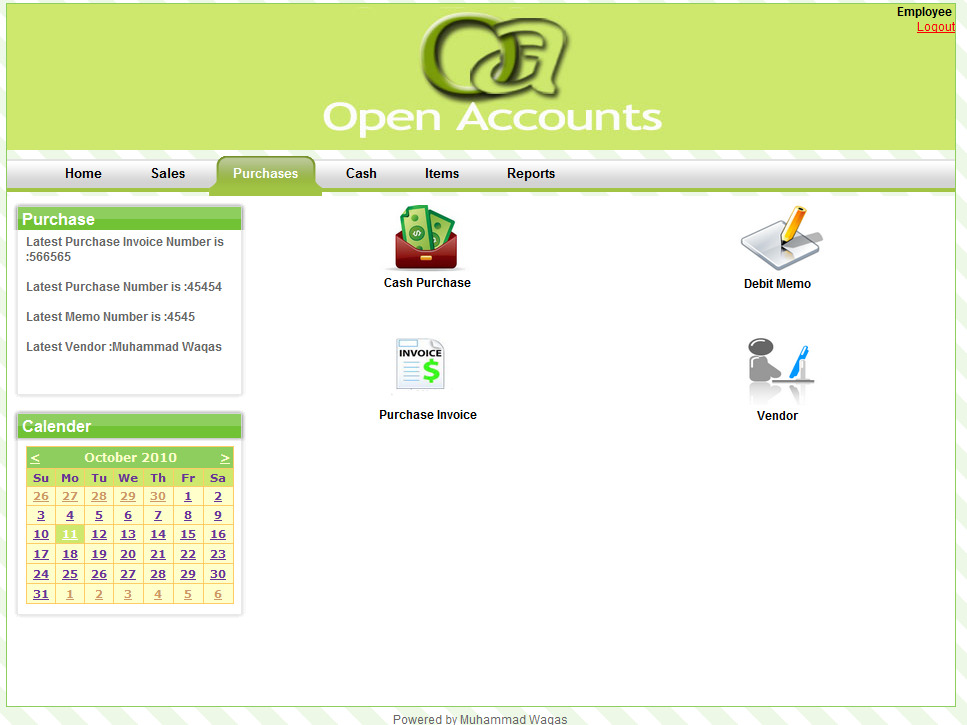 Employee
Logout
Oa
Open Accounts
Home Sales Purchases Cash Items Reports
Purchase
Latest Purchase Invoice Number is
:566565
Latest Purchase Number is :45454
Latest Memo Number is :4545
Latest Vendor :Muhammad Waqas
Cash Purchase
Debit Memo
INVOICE
$
Purchase Invoice
Vendor
Calender
< October 2010 >
Su Mo Tu We Th Fr Sa
26 27 28 29 30 1 2
3 4 5 6 7 8 9
10 11 12 13 14 15 16
17 18 19 20 21 22 23
24 25 26 27 28 29 30
31 1 2 3 4 5 6
Powered by Muhammad Waqas